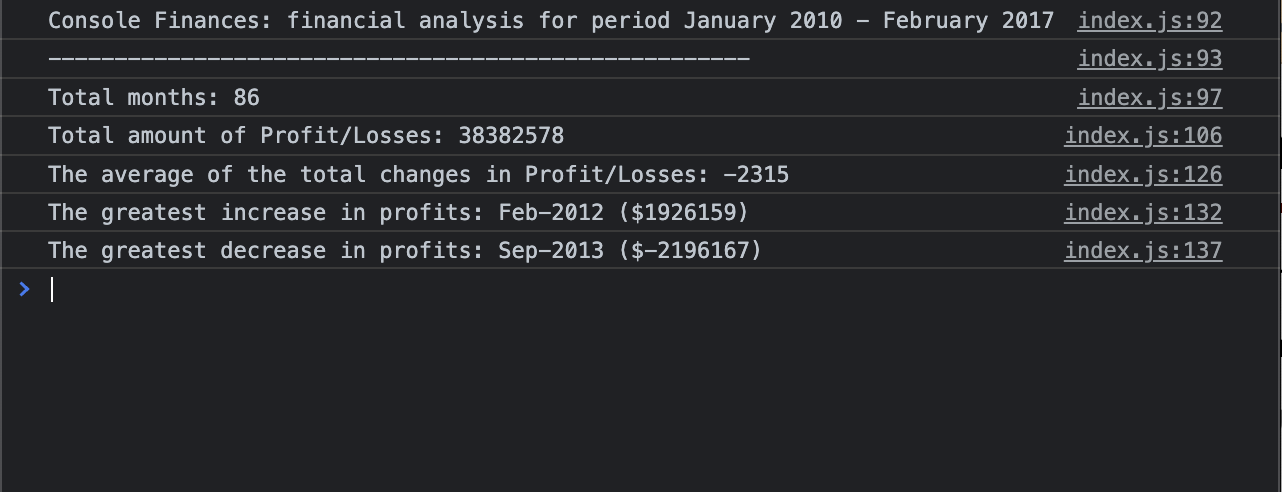 Console Finances: financial analysis for period January 2010 – February 2017 index.js:92
----------------------------------------------------- index.js:93
Total months: 86 index.js:97
Total amount of Profit/Losses: 38382578 index.js:106
The average of the total changes in Profit/Losses: -2315 index.js:126
The greatest increase in profits: Feb-2012 ($1926159) index.js:132
The greatest decrease in profits: Sep-2013 ($-2196167) index.js:137
>